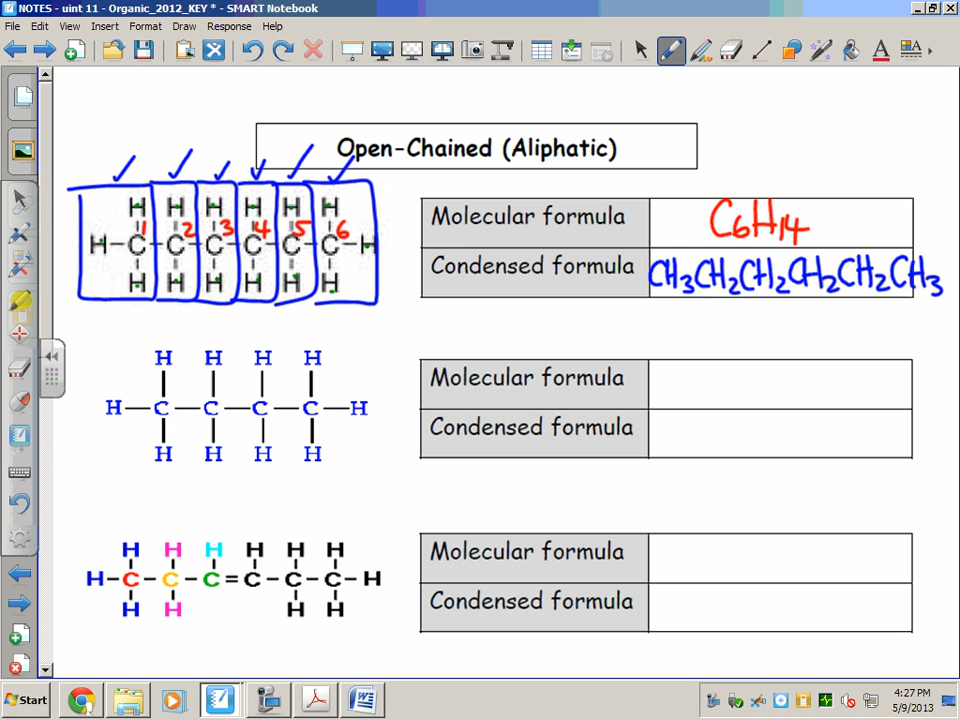 NOTES - uint 11 - Organic_2012_KEY * - SMART Notebook
File Edit View Insert Format Draw Response Help
Open-Chained (Aliphatic)
H H H H H H
1 2 3 4 5 6
H-C-C-C-C-C-C-H
H H H H H H
Molecular formula C6H14
Condensed formula CH3CH2CH2CH2CH2CH3
H H H H
H-C-C-C-C-H
H H H H
Molecular formula
Condensed formula
H H H H H H
H-C-C-C=C-C-C-H
H H H H
Molecular formula
Condensed formula
Start
4:27 PM
5/9/2013